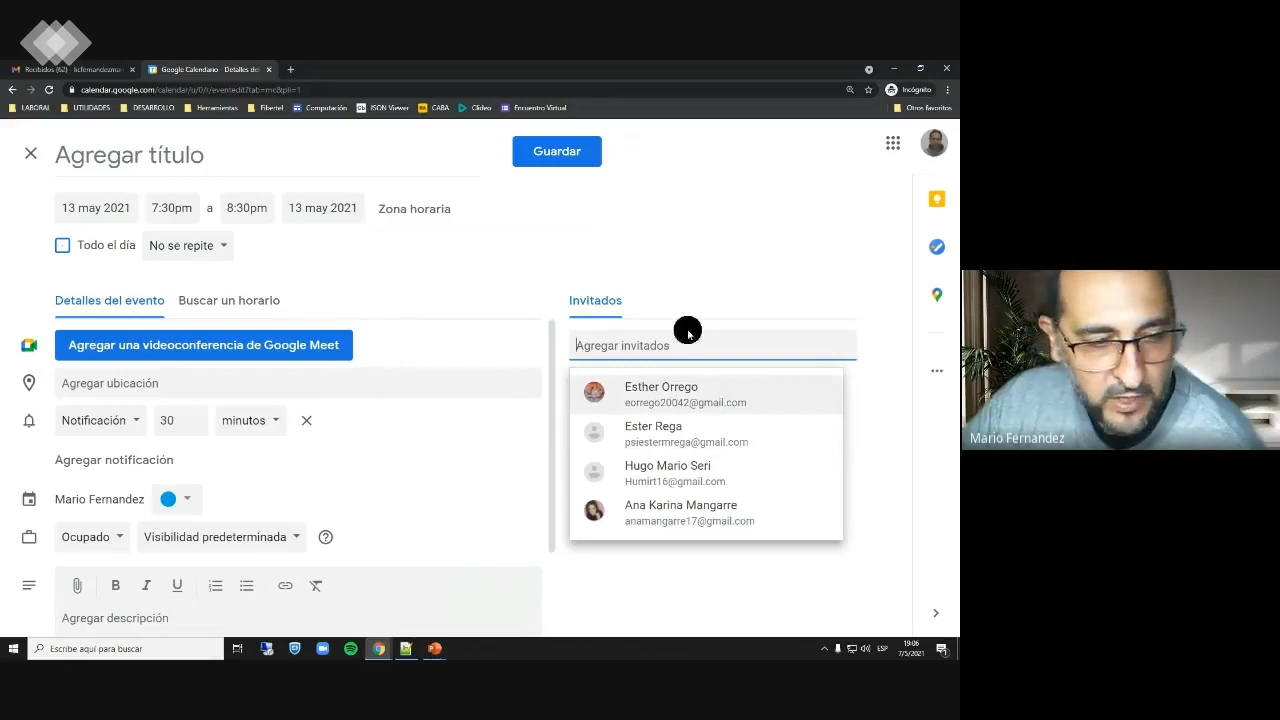 Recibidos (62) - licfernandezmar
Google Calendario - Detalles del
calendar.google.com/calendar/u/0/r/eventedit?tab=mc&pli=1
Incógnito
LABORAL
UTILIDADES
DESARROLLO
Herramientas
Fibertel
Computación
JSON Viewer
CABA
Clideo
Encuentro Virtual
Otros favoritos
Agregar título
Guardar
13 may 2021 7:30pm a 8:30pm 13 may 2021 Zona horaria
Todo el día No se repite
Detalles del evento Buscar un horario
Invitados
Agregar una videoconferencia de Google Meet
Agregar invitados
Agregar ubicación
Esther Orrego
eorrego20042@gmail.com
Notificación 30 minutos
Ester Rega
psiestermrega@gmail.com
Agregar notificación
Hugo Mario Seri
Humirt16@gmail.com
Mario Fernandez
Ana Karina Mangarre
anamangarre17@gmail.com
Ocupado Visibilidad predeterminada
B I U
Agregar descripción
Mario Fernandez
Escribe aquí para buscar
ESP
19:06
7/5/2021